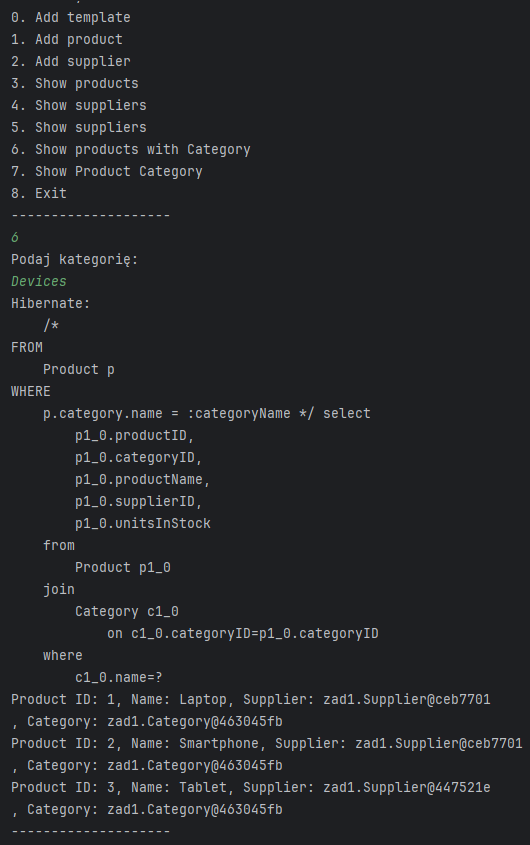 0. Add template
1. Add product
2. Add supplier
3. Show products
4. Show suppliers
5. Show suppliers
6. Show products with Category
7. Show Product Category
8. Exit
--------------------
6
Podaj kategorię:
Devices
Hibernate:
    /*
FROM
    Product p
WHERE
    p.category.name = :categoryName */ select
        p1_0.productID,
        p1_0.categoryID,
        p1_0.productName,
        p1_0.supplierID,
        p1_0.unitsInStock
    from
        Product p1_0
    join
        Category c1_0
            on c1_0.categoryID=p1_0.categoryID
    where
        c1_0.name=?
Product ID: 1, Name: Laptop, Supplier: zad1.Supplier@ceb7701
, Category: zad1.Category@463045fb
Product ID: 2, Name: Smartphone, Supplier: zad1.Supplier@ceb7701
, Category: zad1.Category@463045fb
Product ID: 3, Name: Tablet, Supplier: zad1.Supplier@447521e
, Category: zad1.Category@463045fb
--------------------